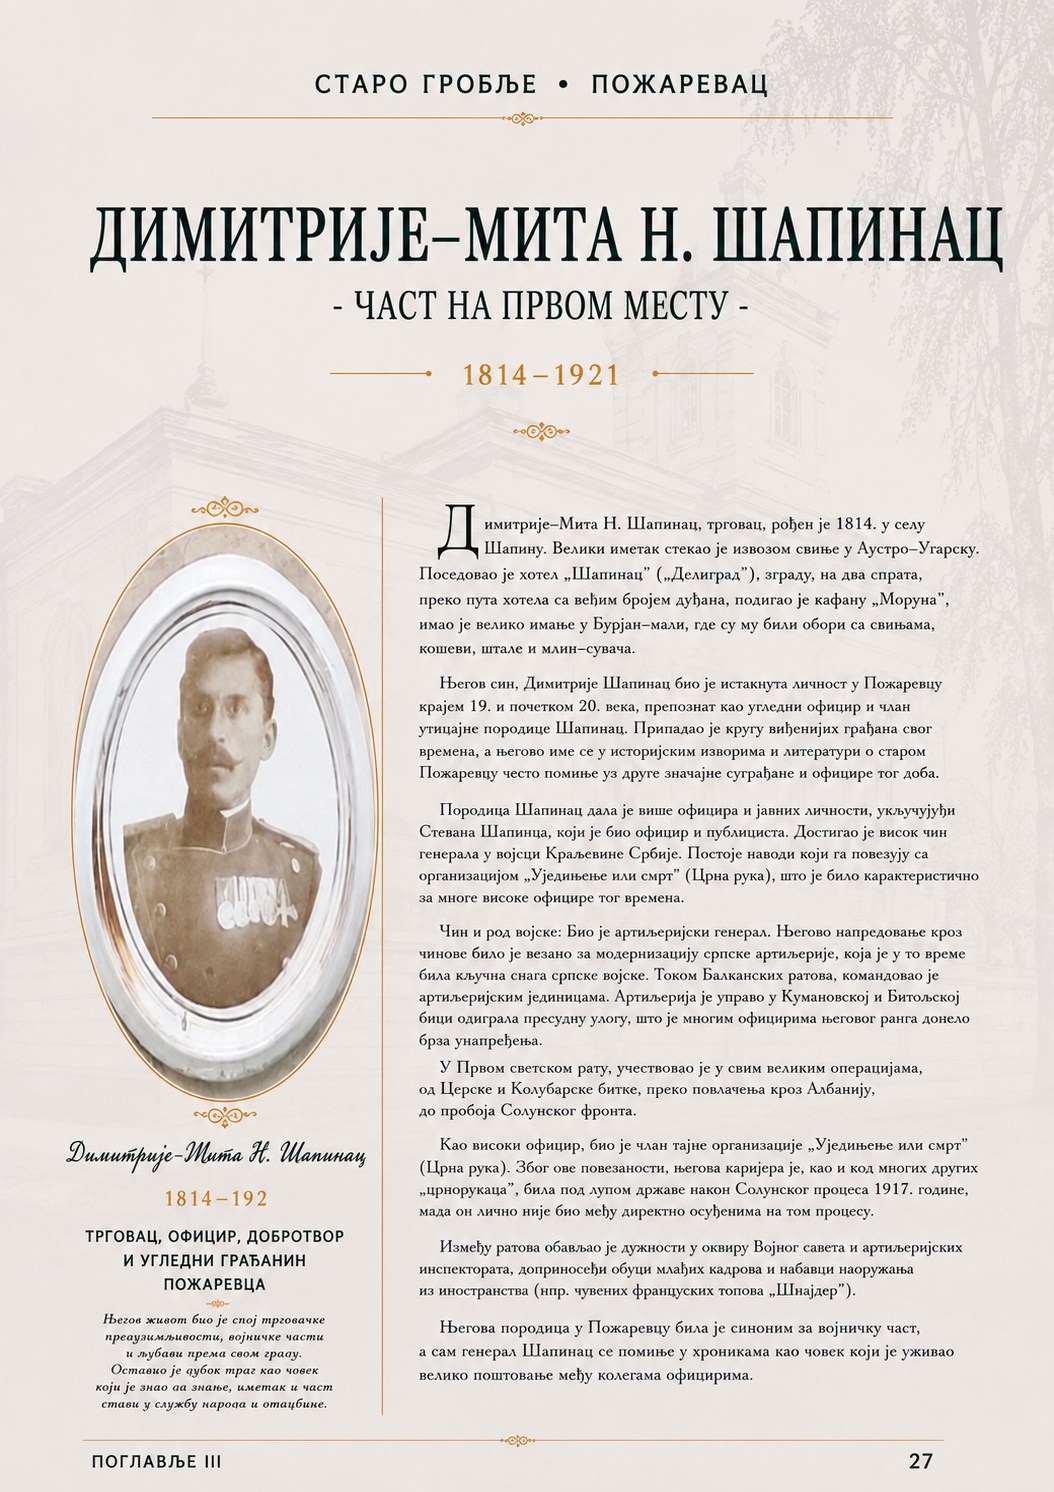 СТАРО ГРОБЉЕ • ПОЖАРЕВАЦ
ДИМИТРИЈЕ–МИТА Н. ШАПИНАЦ
- ЧАСТ НА ПРВОМ МЕСТУ -
1814–1921
Димитрије–Мита Н. Шапинац, трговац, рођен је 1814. у селу
Шапину. Велики иметак стекао је извозом свиње у Аустро–Угарску.
Поседовао је хотел „Шапинац” („Делиград”), зграду, на два спрата,
преко пута хотела са већим бројем дуђана, подигао је кафану „Моруна”,
имао је велико имање у Бурјан–мали, где су му били обори са свињама,
кошеви, штале и млин–сувача.
Његов син, Димитрије Шапинац био је истакнута личност у Пожаревцу
крајем 19. и почетком 20. века, препознат као угледни официр и члан
утицајне породице Шапинац. Припадао је кругу виђенијих грађана свог
времена, а његово име се у историјским изворима и литератури о старом
Пожаревцу често помиње уз друге значајне суграђане и официре тог доба.
Породица Шапинац дала је више официра и јавних личности, укључујући
Стевана Шапинца, који је био официр и публициста. Достигао је висок чин
генерала у војсци Краљевине Србије. Постоје наводи који га повезују са
организацијом „Уједињење или смрт” (Црна рука), што је било карактеристично
за многе високе официре тог времена.
Чин и род војске: Био је артиљеријски генерал. Његово напредовање кроз
чинове било је везано за модернизацију српске артиљерије, која је у то време
била кључна снага српске војске. Током Балканских ратова, командовао је
артиљеријским јединицама. Артиљерија је управо у Кумановској и Битољској
бици одиграла пресудну улогу, што је многим официрима његовог ранга донело
брза унапређења.
У Првом светском рату, учествовао је у свим великим операцијама,
од Церске и Колубарске битке, преко повлачења кроз Албанију,
до пробоја Солунског фронта.
Као високи официр, био је члан тајне организације „Уједињење или смрт”
(Црна рука). Због ове повезаности, његова каријера је, као и код многих других
„црнорукаца”, била под лупом државе након Солунског процеса 1917. године,
мада он лично није био међу директно осуђенима на том процесу.
Између ратова обављао је дужности у оквиру Војног савета и артиљеријских
инспектората, доприносећи обуци млађих кадрова и набавци наоружања
из иностранства (нпр. чувених француских топова „Шнајдер”).
Његова породица у Пожаревцу била је синоним за војничку част,
а сам генерал Шапинац се помиње у хроникама као човек који је уживао
велико поштовање међу колегама официрима.
Димитрије-Мита Н. Шапинац
1814–192
ТРГОВАЦ, ОФИЦИР, ДОБРОТВОР
И УГЛЕДНИ ГРАЂАНИН
ПОЖАРЕВЦА
Његов живот био је спој трговачке
предузимљивости, војничке части
и љубави према свом граду.
Оставио је дубок траг као човек
који је знао да знање, иметак и част
стави у службу народа и отаџбине.
ПОГЛАВЉЕ III
27